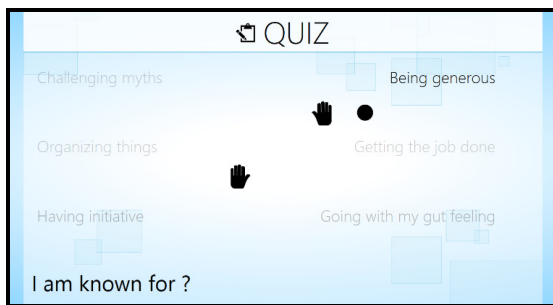 QUIZ
Challenging myths
Being generous
Organizing things
Getting the job done
Having initiative
Going with my gut feeling
I am known for ?